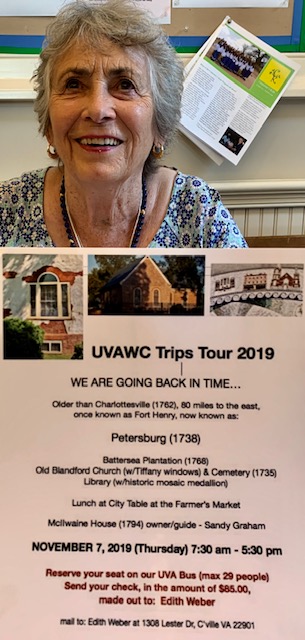 UVAWC Trips Tour 2019
WE ARE GOING BACK IN TIME...
Older than Charlottesville (1762), 80 miles to the east,
once known as Fort Henry, now known as:
Petersburg (1738)
Battersea Plantation (1768)
Old Blandford Church (w/Tiffany windows) & Cemetery (1735)
Library (w/historic mosaic medallion)
Lunch at City Table at the Farmer's Market
McIlwaine House (1794) owner/guide - Sandy Graham
NOVEMBER 7, 2019 (Thursday) 7:30 am - 5:30 pm
Reserve your seat on our UVA Bus (max 29 people)
Send your check, in the amount of $85.00,
made out to: Edith Weber
mail to: Edith Weber at 1308 Lester Dr, C'ville VA 22901